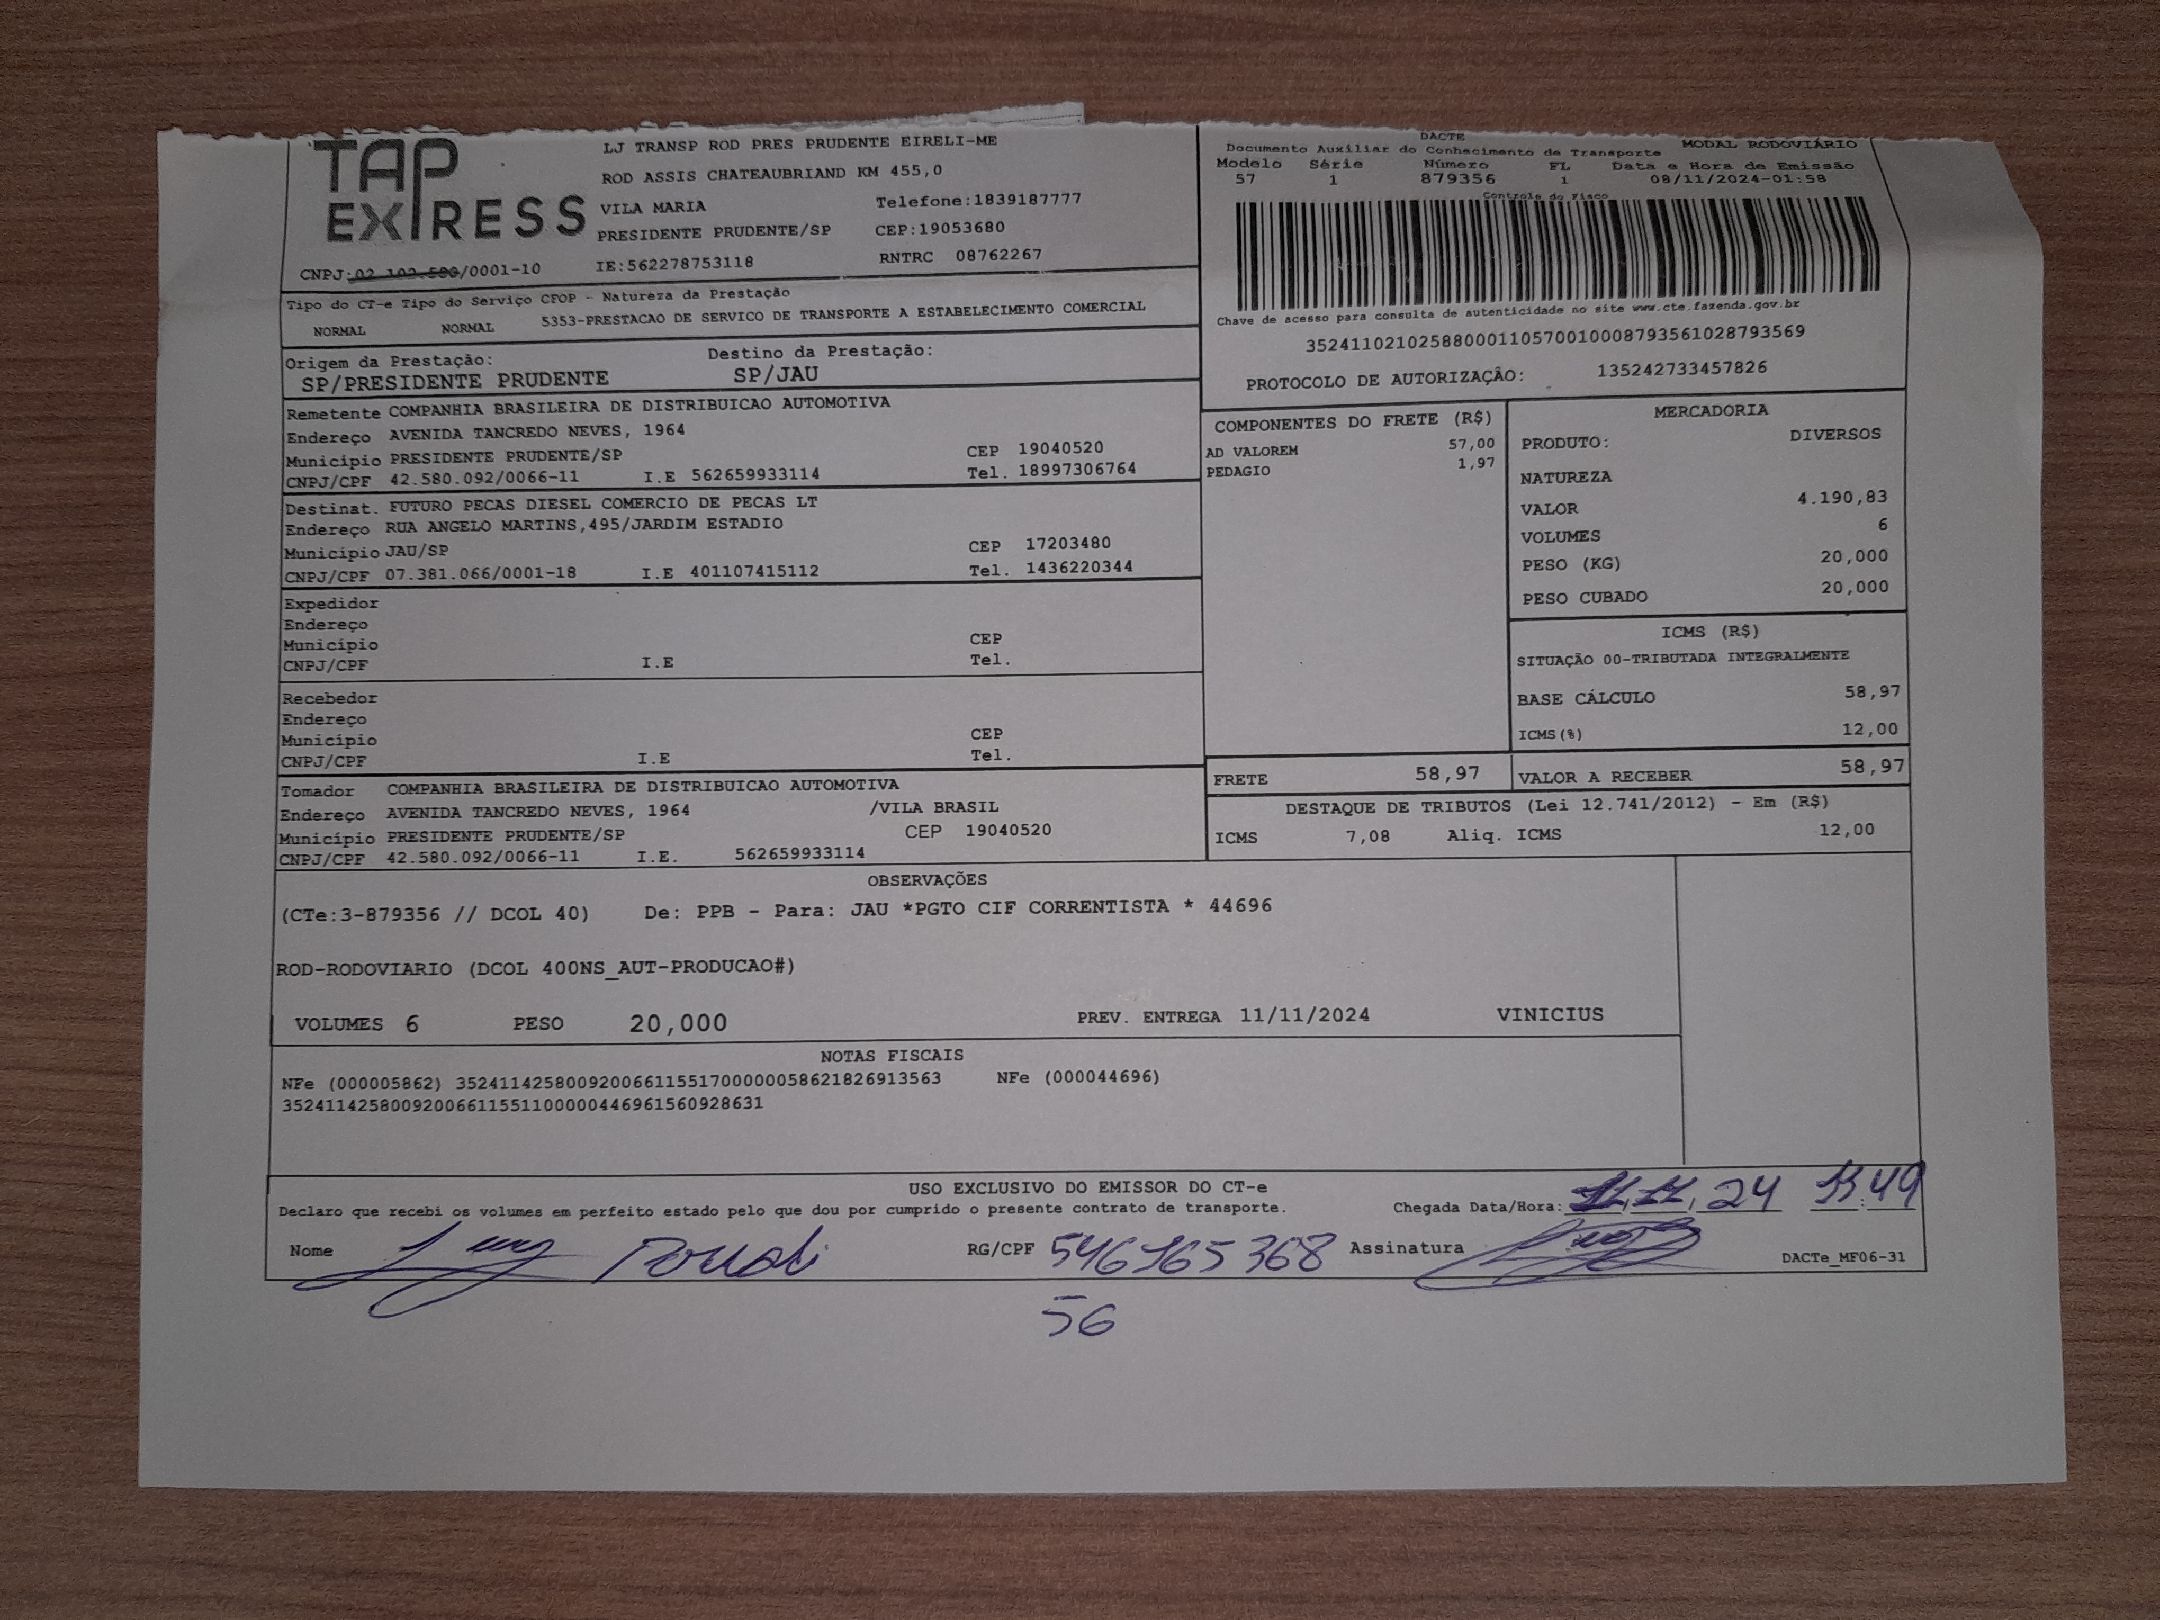 TAP EXPRESS
LJ TRANSP ROD PRES PRUDENTE EIRELI-ME
ROD ASSIS CHATEAUBRIAND KM 455,0
VILA MARIA Telefone:1839187777
PRESIDENTE PRUDENTE/SP CEP:19053680
CNPJ: /0001-10 IE:562278753118 RNTRC 08762267
Tipo do CT-e Tipo do Serviço CFOP - Natureza da Prestação
NORMAL NORMAL 5353-PRESTACAO DE SERVICO DE TRANSPORTE A ESTABELECIMENTO COMERCIAL
Origem da Prestação: Destino da Prestação:
SP/PRESIDENTE PRUDENTE SP/JAU
Remetente COMPANHIA BRASILEIRA DE DISTRIBUICAO AUTOMOTIVA
Endereço AVENIDA TANCREDO NEVES, 1964
Município PRESIDENTE PRUDENTE/SP CEP 19040520
CNPJ/CPF 42.580.092/0066-11 I.E 562659933114 Tel. 18997306764
Destinat. FUTURO PECAS DIESEL COMERCIO DE PECAS LT
Endereço RUA ANGELO MARTINS,495/JARDIM ESTADIO
Município JAU/SP CEP 17203480
CNPJ/CPF 07.381.066/0001-18 I.E 401107415112 Tel. 1436220344
Expedidor
Endereço
Município CEP
CNPJ/CPF I.E Tel.
Recebedor
Endereço
Município CEP
CNPJ/CPF I.E Tel.
Tomador COMPANHIA BRASILEIRA DE DISTRIBUICAO AUTOMOTIVA
Endereço AVENIDA TANCREDO NEVES, 1964 /VILA BRASIL
Município PRESIDENTE PRUDENTE/SP CEP 19040520
CNPJ/CPF 42.580.092/0066-11 I.E. 562659933114
DACTE
Documento Auxiliar do Conhecimento de Transporte MODAL RODOVIÁRIO
Modelo Série Número FL Data e Hora de Emissão
57 1 879356 1 08/11/2024-01:58
Controle do Fisco
Chave de acesso para consulta de autenticidade no site www.cte.fazenda.gov.br
35241102102588000110570010008793561028793569
PROTOCOLO DE AUTORIZAÇÃO: 135242733457826
COMPONENTES DO FRETE (R$)
AD VALOREM 57,00
PEDAGIO 1,97
MERCADORIA
PRODUTO: DIVERSOS
NATUREZA
VALOR 4.190,83
VOLUMES 6
PESO (KG) 20,000
PESO CUBADO 20,000
ICMS (R$)
SITUAÇÃO 00-TRIBUTADA INTEGRALMENTE
BASE CÁLCULO 58,97
ICMS(%) 12,00
FRETE 58,97 VALOR A RECEBER 58,97
DESTAQUE DE TRIBUTOS (Lei 12.741/2012) - Em (R$)
ICMS 7,08 Aliq. ICMS 12,00
OBSERVAÇÕES
(CTe:3-879356 // DCOL 40) De: PPB - Para: JAU *PGTO CIF CORRENTISTA * 44696
ROD-RODOVIARIO (DCOL 400NS_AUT-PRODUCAO#)
VOLUMES 6 PESO 20,000 PREV. ENTREGA 11/11/2024 VINICIUS
NOTAS FISCAIS
NFe (000005862) 35241142580092006611551700000058621826913563 NFe (000044696)
35241142580092006611551100000446961560928631
USO EXCLUSIVO DO EMISSOR DO CT-e
Declaro que recebi os volumes em perfeito estado pelo que dou por cumprido o presente contrato de transporte. Chegada Data/Hora: 11,11,24 :49
Nome RG/CPF 546165368 Assinatura DACTe_MF06-31
56